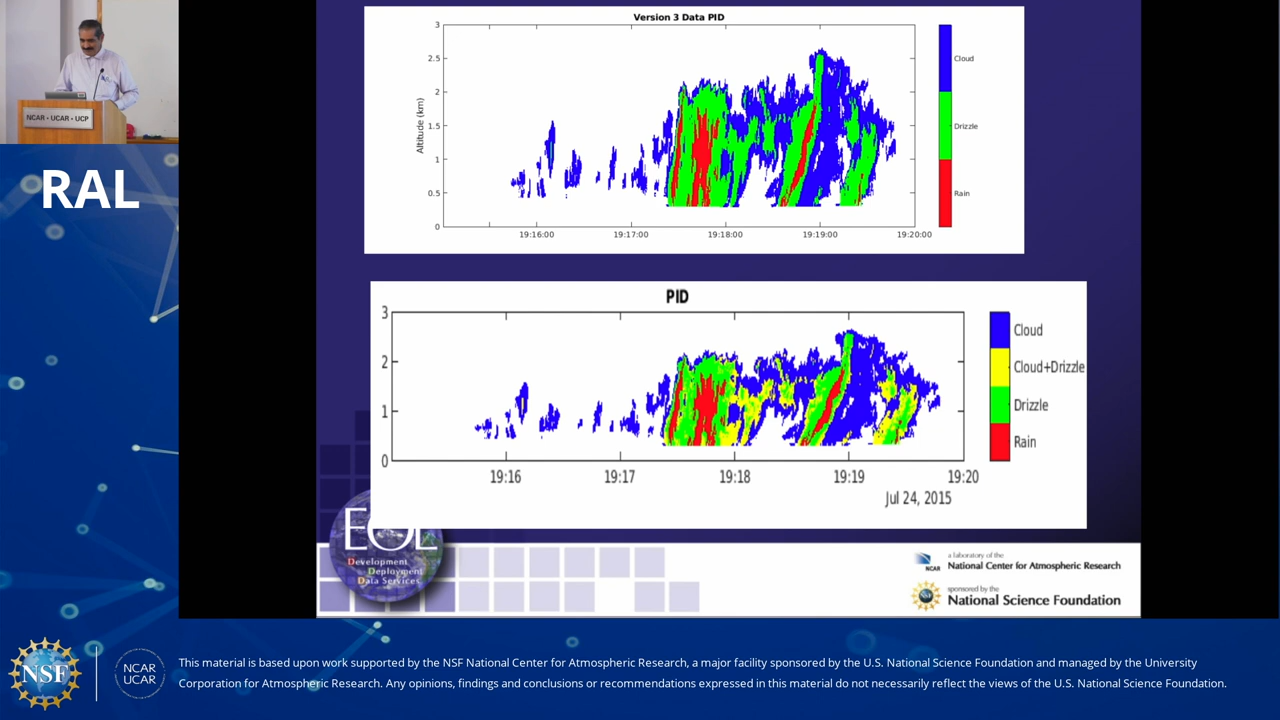 NCAR • UCAR • UCP
RAL
Version 3 Data PID
3
2.5
2
1.5
1
0.5
0
Altitude (km)
19:16:00
19:17:00
19:18:00
19:19:00
19:20:00
Cloud
Drizzle
Rain
PID
3
2
1
0
19:16
19:17
19:18
19:19
19:20
Jul 24, 2015
Cloud
Cloud+Drizzle
Drizzle
Rain
EOL
Development
Deployment
Data Services
NCAR
a laboratory of the
National Center for Atmospheric Research
NSF
sponsored by the
National Science Foundation
NSF
NCAR
UCAR
This material is based upon work supported by the NSF National Center for Atmospheric Research, a major facility sponsored by the U.S. National Science Foundation and managed by the University
Corporation for Atmospheric Research. Any opinions, findings and conclusions or recommendations expressed in this material do not necessarily reflect the views of the U.S. National Science Foundation.